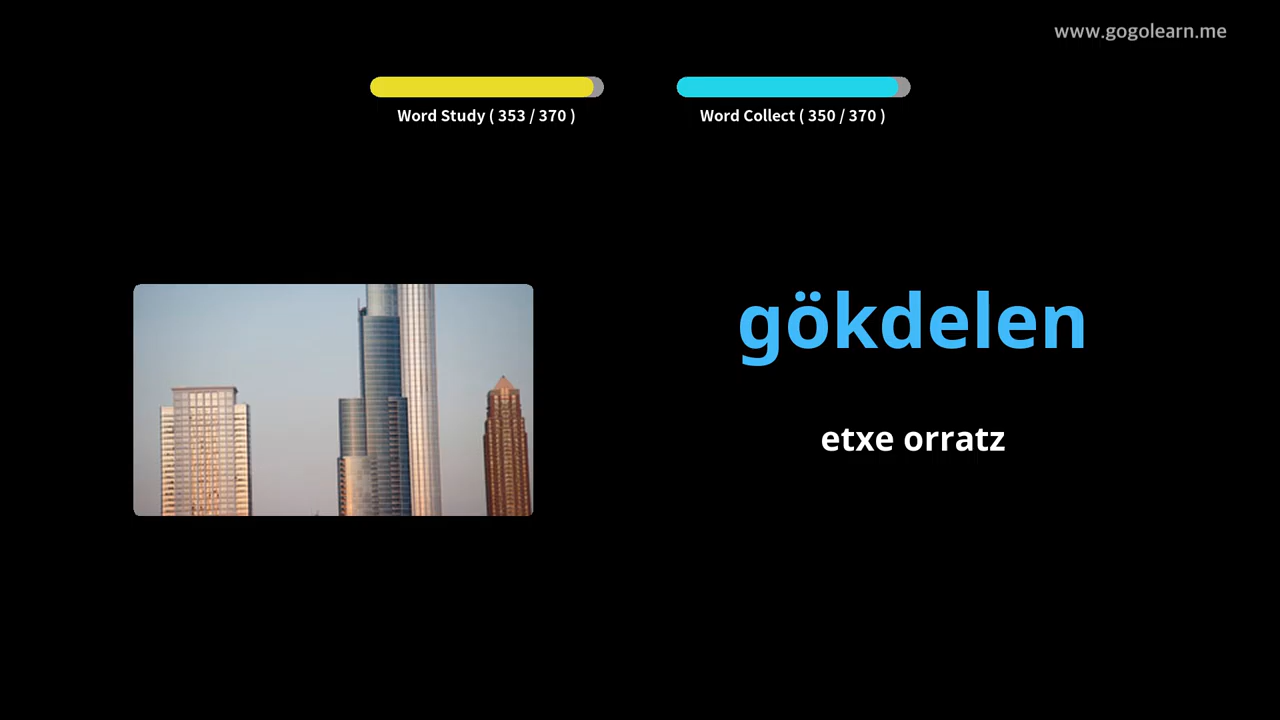 www.gogolearn.me
Word Study ( 353 / 370 )
Word Collect ( 350 / 370 )
gökdelen
etxe orratz